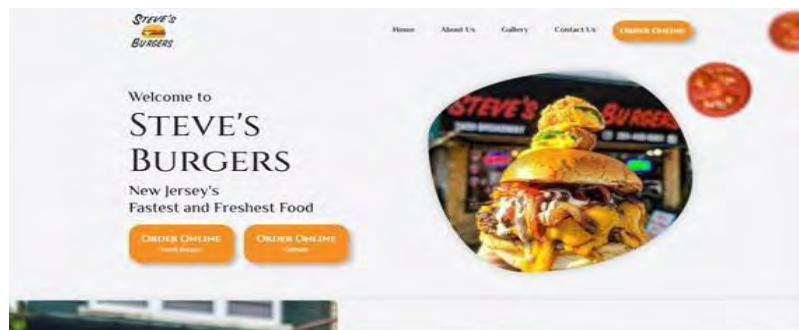 STEVE'S
BURGERS
Home About Us Gallery Contact Us ORDER ONLINE
Welcome to
STEVE'S
BURGERS
New Jersey's
Fastest and Freshest Food
ORDER ONLINE ORDER ONLINE
STEVE'S BURGERS
BROADWAY